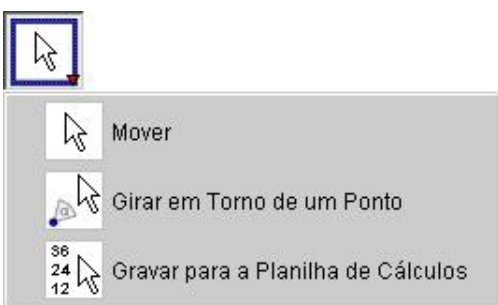 Mover
Girar em Torno de um Ponto
36
24
12
Gravar para a Planilha de Cálculos